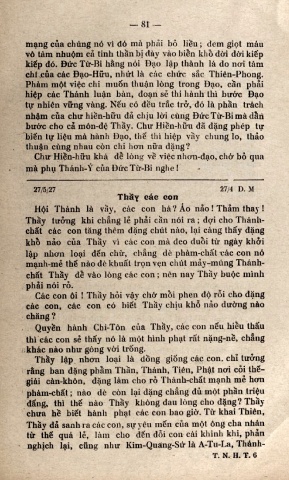 — 81 —
mạng của chúng nó vì đó mà phải bỏ liều; đem giọt máu
vô tâm nhuộm cả tinh thần bị đày vào biển khổ đời đời kiếp
kiếp đó. Đức Từ-Bi hằng nói Đạo lập thành là do nơi tâm
chí của các Đạo-Hữu, nhứt là các chức sắc Thiên-Phong.
Phàm một việc chi muốn thuận lòng trong Đạo, cần phải
hiệp các Thánh luận bàn, đoạn sẽ thi hành thì bước Đạo
tự nhiên vững vàng. Nếu có đều trắc trở, đó là phần trách
nhậm của chư hiền-hữu đã chịu lời cùng Đức Từ-Bi mà dẫn
bước cho cả môn-đệ Thầy. Chư Hiền-hữu đã đặng phép tự
biến tự liệu mà hành Đạo, thế thì hiệp vầy chung lo, thảo
thuận cùng nhau còn chi hơn nữa đặng?
Chư Hiền-hữu khá để lòng về việc nhơn-đạo, chớ bỏ qua
mà phụ Thánh-Ý của Đức Từ-Bi nghe!
27/5/27 27/4 D. M
Thầy các con
Hội Thánh là vậy, các con há? Áo nảo! Thảm thay!
Thầy tưởng khi chẳng lẽ phải cần nói ra; đợi cho Thánh-
chất các con tăng thêm đặng chút nào, lại càng thấy đặng
khổ nảo của Thầy vì các con mà đeo đuổi từ ngày khởi
lập nhơn loại đến chừ, chẳng dè phàm-chất các con nó
mạnh-mẽ thế nào dè khuất trọn vẹn chút mảy-mún Thánh-
chất Thầy để vào lòng các con; nên nay Thầy buộc mình
phải nói rõ.
Các con ôi! Thầy hỏi vậy chớ mỗi phen độ rỗi cho đặng
các con, các con có biết Thầy chịu khổ nảo dường nào
chăng?
Quyền hành Chí-Tôn của Thầy, các con nếu hiểu thấu
thì các con sẽ thấy nó là một hình phạt rất nặng-nề, chẳng
khác nào như gông với tròng.
Thầy lập nhơn loại là dòng giống các con, chỉ tưởng
rằng ban đặng phẩm Thần, Thánh, Tiên, Phật nơi cỗi thế-
giái càn-khôn, đặng làm cho rõ Thánh-chất mạnh mẽ hơn
phàm-chất; nào dè còn lại đặng chẳng đủ một phần triệu
đấng, thì thế nào Thầy không đau lòng cho đặng? Thầy
chưa hề biết hành phạt các con bao giờ. Từ khai Thiên,
Thầy đã sanh ra các con, sự yêu mến của một ông cha nhân
từ thế quá lẽ, làm cho đến đổi con cái khinh khi, phản
nghịch lại, cũng như Kim-Quang-Sứ là A-Tu-La, Thánh-
T. N. H. T. 6